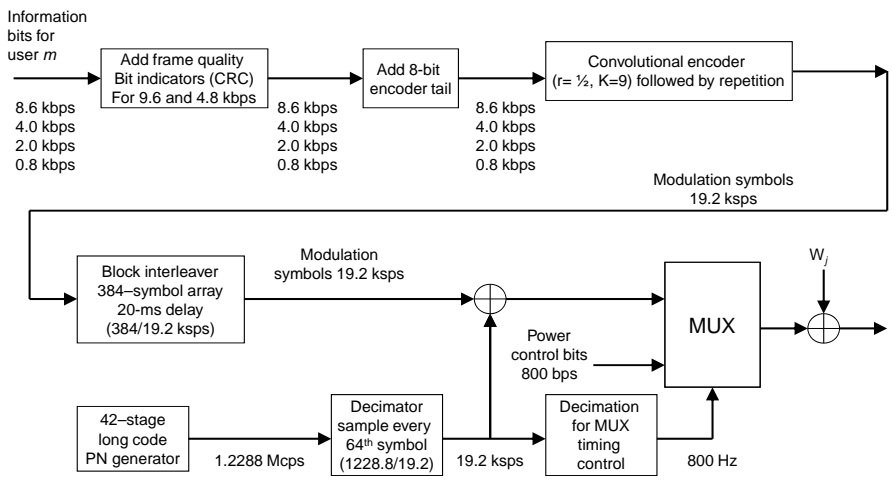 Information
bits for
user m
Add frame quality
Bit indicators (CRC)
For 9.6 and 4.8 kbps
Add 8-bit
encoder tail
Convolutional encoder
(r= ½, K=9) followed by repetition
8.6 kbps
4.0 kbps
2.0 kbps
0.8 kbps
8.6 kbps
4.0 kbps
2.0 kbps
0.8 kbps
8.6 kbps
4.0 kbps
2.0 kbps
0.8 kbps
Modulation symbols
19.2 ksps
Block interleaver
384–symbol array
20-ms delay
(384/19.2 ksps)
Modulation
symbols 19.2 ksps
Power
control bits
800 bps
MUX
Wj
42–stage
long code
PN generator
1.2288 Mcps
Decimator
sample every
64th symbol
(1228.8/19.2)
19.2 ksps
Decimation
for MUX
timing
control
800 Hz